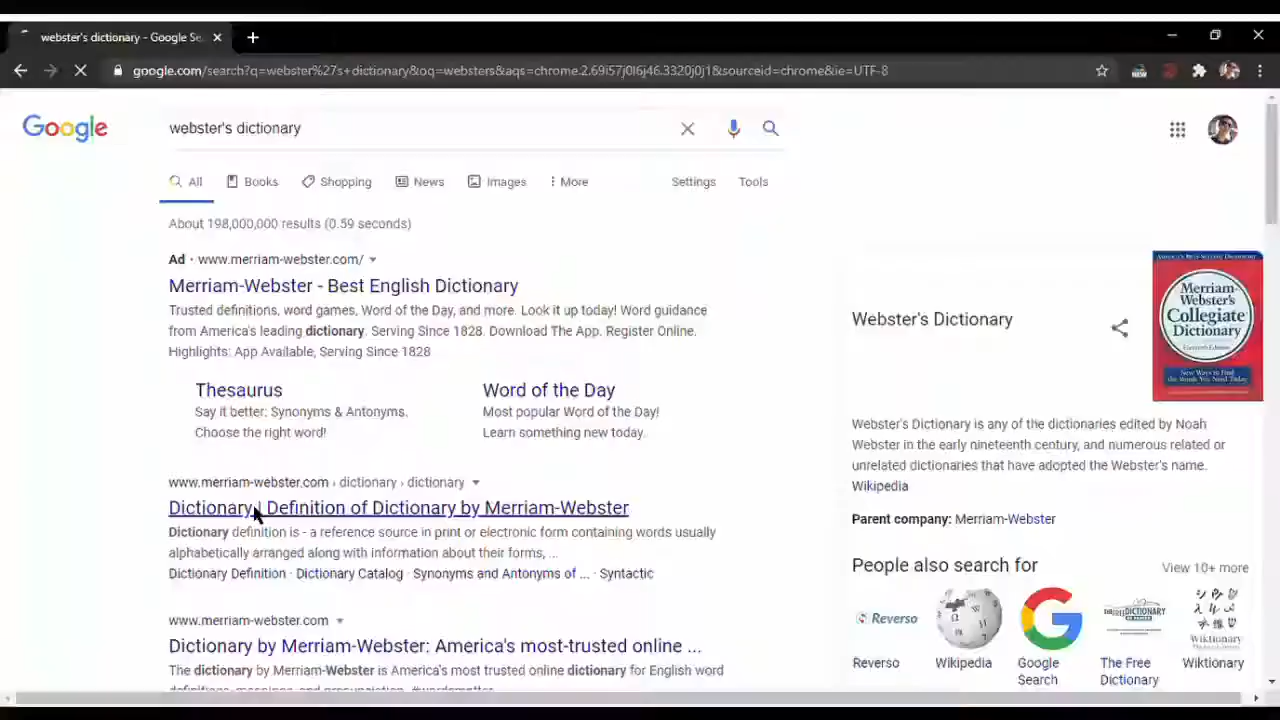 webster's dictionary - Google Se
google.com/search?q=webster%27s+dictionary&oq=websters&aqs=chrome.2.69i57j0l6j46.3320j0j1&sourceid=chrome&ie=UTF-8
Google
webster's dictionary
All Books Shopping News Images More Settings Tools
About 198,000,000 results (0.59 seconds)
Ad · www.merriam-webster.com/
Merriam-Webster - Best English Dictionary
Trusted definitions, word games, Word of the Day, and more. Look it up today! Word guidance
from America's leading dictionary. Serving Since 1828. Download The App. Register Online.
Highlights: App Available, Serving Since 1828
Thesaurus
Say it better: Synonyms & Antonyms.
Choose the right word!
Word of the Day
Most popular Word of the Day!
Learn something new today.
www.merriam-webster.com › dictionary › dictionary
Dictionary | Definition of Dictionary by Merriam-Webster
Dictionary definition is - a reference source in print or electronic form containing words usually
alphabetically arranged along with information about their forms, ...
Dictionary Definition · Dictionary Catalog · Synonyms and Antonyms of ... · Syntactic
www.merriam-webster.com
Dictionary by Merriam-Webster: America's most-trusted online ...
The dictionary by Merriam-Webster is America's most trusted online dictionary for English word
Webster's Dictionary
Merriam-
Webster's
Collegiate
Dictionary
New Ways to Find
the Words You Need Today
Webster's Dictionary is any of the dictionaries edited by Noah
Webster in the early nineteenth century, and numerous related or
unrelated dictionaries that have adopted the Webster's name.
Wikipedia
Parent company: Merriam-Webster
People also search for
View 10+ more
Reverso
Reverso
Wikipedia
Google
Search
The Free
Dictionary
Wiktionary
Wiktionary